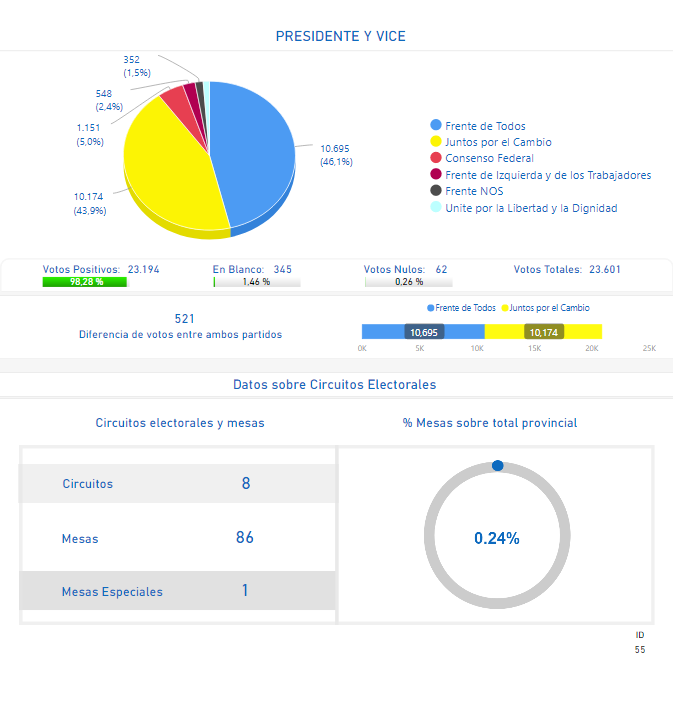 PRESIDENTE Y VICE
352
(1,5%)
548
(2,4%)
1.151
(5,0%)
10.174
(43,9%)
10.695
(46,1%)
Frente de Todos
Juntos por el Cambio
Consenso Federal
Frente de Izquierda y de los Trabajadores
Frente NOS
Unite por la Libertad y la Dignidad
Votos Positivos: 23.194
98,28 %
En Blanco: 345
1,46 %
Votos Nulos: 62
0,26 %
Votos Totales: 23.601
521
Diferencia de votos entre ambos partidos
Frente de Todos Juntos por el Cambio
10,695 10,174
0K 5K 10K 15K 20K 25K
Datos sobre Circuitos Electorales
Circuitos electorales y mesas
Circuitos 8
Mesas 86
Mesas Especiales 1
% Mesas sobre total provincial
0.24%
ID
55